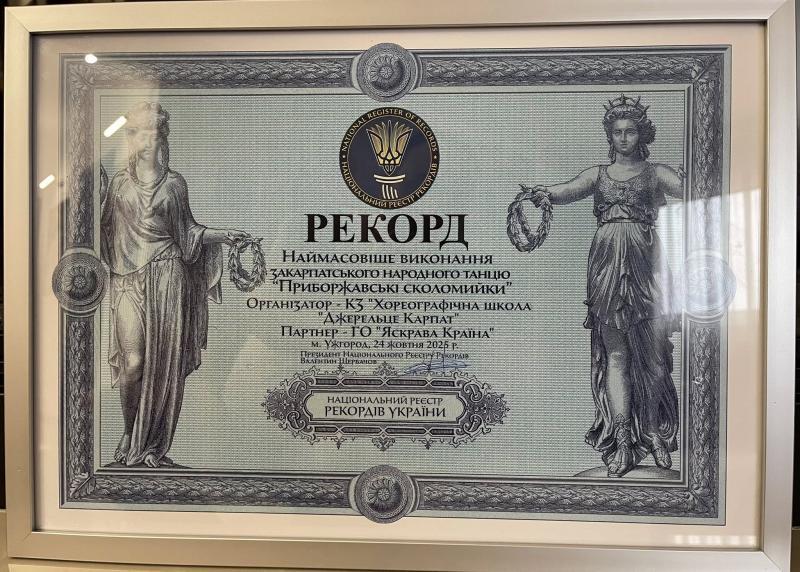 NATIONAL REGISTER OF RECORDS
НАЦІОНАЛЬНИЙ РЕЄСТР РЕКОРДІВ
РЕКОРД
Наймасовіше виконання
закарпатського народного танцю
"Приборжавські сколомийки"
Організатор - КЗ "Хореографічна школа
"Джерельце Карпат"
Партнер - ГО "Яскрава Країна"
м. Ужгород, 24 жовтня 2025 р.
Президент Національного Реєстру Рекордів
Валентин Щербачов
НАЦІОНАЛЬНИЙ РЕЄСТР
РЕКОРДІВ УКРАЇНИ